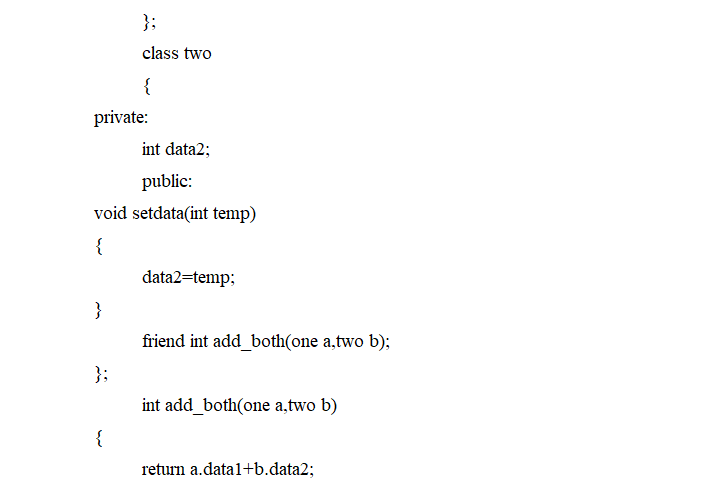 };
class two
{
private:
int data2;
public:
void setdata(int temp)
{
data2=temp;
}
friend int add_both(one a,two b);
};
int add_both(one a,two b)
{
return a.data1+b.data2;